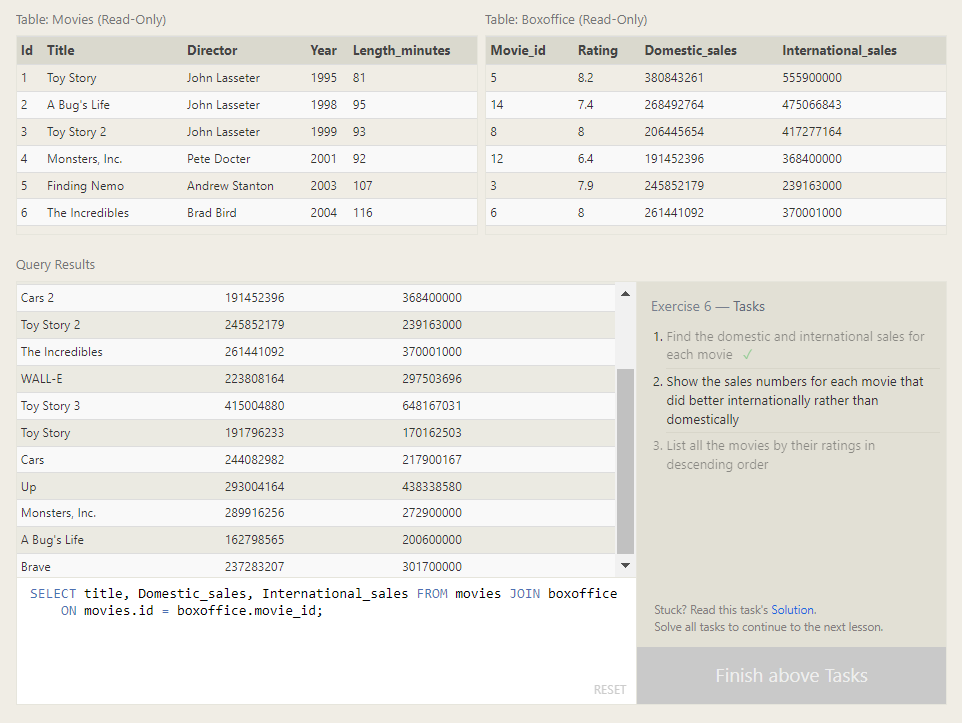 Table: Movies (Read-Only)
Id Title Director Year Length_minutes
1 Toy Story John Lasseter 1995 81
2 A Bug's Life John Lasseter 1998 95
3 Toy Story 2 John Lasseter 1999 93
4 Monsters, Inc. Pete Docter 2001 92
5 Finding Nemo Andrew Stanton 2003 107
6 The Incredibles Brad Bird 2004 116
Table: Boxoffice (Read-Only)
Movie_id Rating Domestic_sales International_sales
5 8.2 380843261 555900000
14 7.4 268492764 475066843
8 8 206445654 417277164
12 6.4 191452396 368400000
3 7.9 245852179 239163000
6 8 261441092 370001000
Query Results
Cars 2 191452396 368400000
Toy Story 2 245852179 239163000
The Incredibles 261441092 370001000
WALL-E 223808164 297503696
Toy Story 3 415004880 648167031
Toy Story 191796233 170162503
Cars 244082982 217900167
Up 293004164 438338580
Monsters, Inc. 289916256 272900000
A Bug's Life 162798565 200600000
Brave 237283207 301700000
SELECT title, Domestic_sales, International_sales FROM movies JOIN boxoffice
ON movies.id = boxoffice.movie_id;
RESET
Exercise 6 — Tasks
1. Find the domestic and international sales for
each movie ✓
2. Show the sales numbers for each movie that
did better internationally rather than
domestically
3. List all the movies by their ratings in
descending order
Stuck? Read this task's Solution.
Solve all tasks to continue to the next lesson.
Finish above Tasks